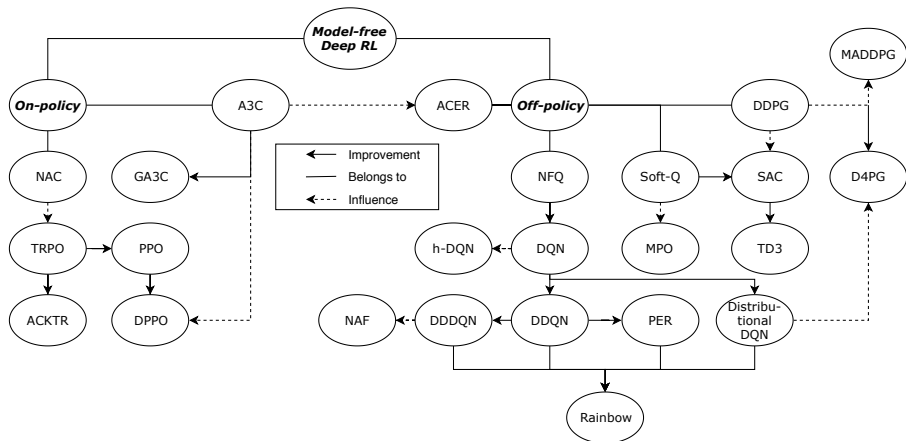 Model-free
Deep RL
MADDPG
On-policy
A3C
ACER
Off-policy
DDPG
Improvement
Belongs to
Influence
NAC
GA3C
NFQ
Soft-Q
SAC
D4PG
TRPO
PPO
h-DQN
DQN
MPO
TD3
ACKTR
DPPO
NAF
DDDQN
DDQN
PER
Distribu-
tional
DQN
Rainbow